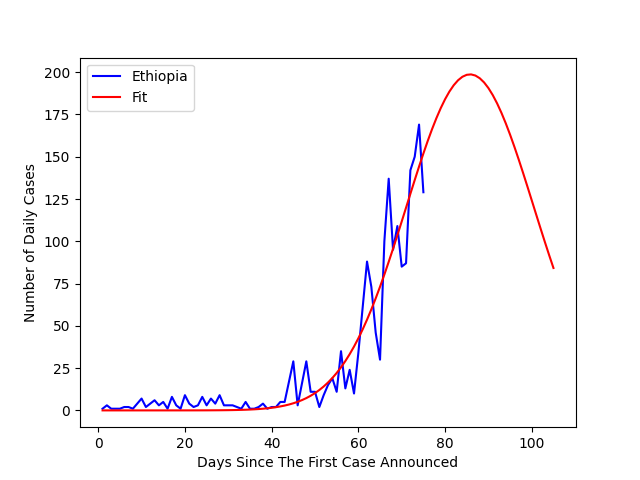 Ethiopia
Fit
Number of Daily Cases
200
175
150
125
100
75
50
25
0
0 20 40 60 80 100
Days Since The First Case Announced